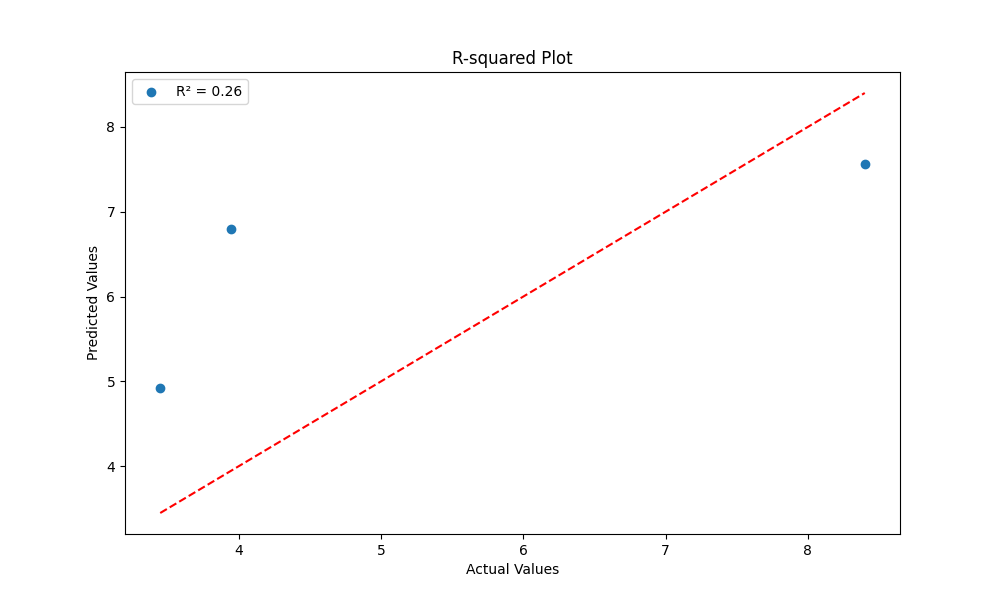 R-squared Plot
R² = 0.26
8
7
6
5
4
Predicted Values
4
5
6
7
8
Actual Values